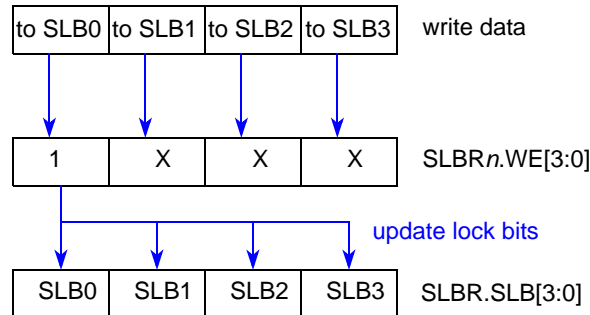 to SLB0 to SLB1 to SLB2 to SLB3 write data
1 X X X SLBRn.WE[3:0]
update lock bits
SLB0 SLB1 SLB2 SLB3 SLBR.SLB[3:0]